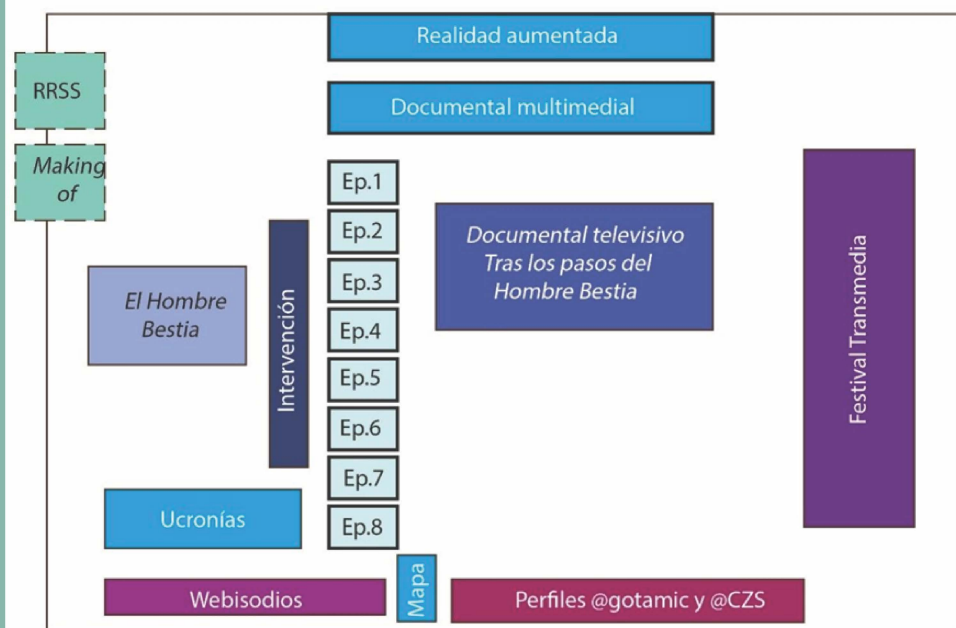 Realidad aumentada
RRSS
Documental multimedial
Making
of
Ep.1
Ep.2
Ep.3
Ep.4
Ep.5
Ep.6
Ep.7
Ep.8
El Hombre
Bestia
Intervención
Documental televisivo
Tras los pasos del
Hombre Bestia
Festival Transmedia
Ucronías
Webisodios
Mapa
Perfiles @gotamic y @CZS